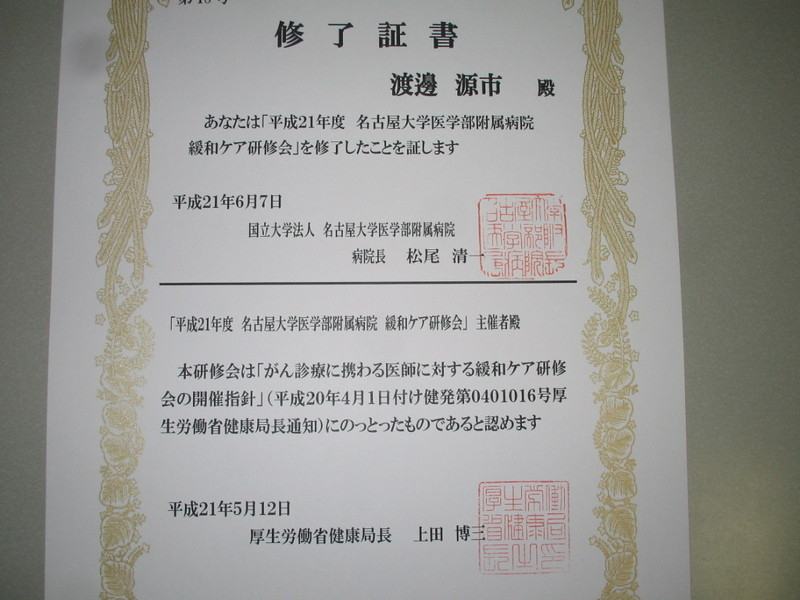 修了証書
渡邊 源市 殿
あなたは「平成21年度 名古屋大学医学部附属病院
緩和ケア研修会」を修了したことを証します
平成21年6月7日
国立大学法人 名古屋大学医学部附属病院
病院長 松尾 清一
「平成21年度 名古屋大学医学部附属病院 緩和ケア研修会」 主催者殿
本研修会は「がん診療に携わる医師に対する緩和ケア研修
会の開催指針」(平成20年4月1日付け健発第0401016号厚
生労働省健康局長通知)にのっとったものであると認めます
平成21年5月12日
厚生労働省健康局長 上田 博三